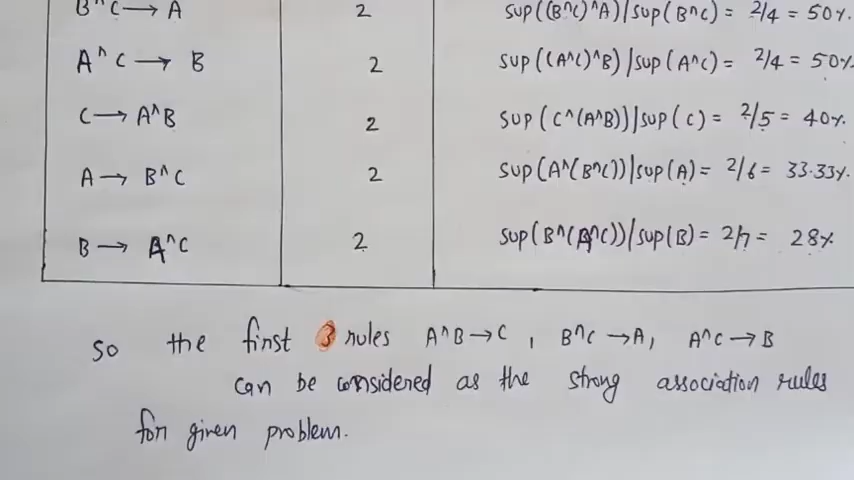 B^C → A 2 sup((B^C)^A)/sup(B^C) = 2/4 = 50%.
A^C → B 2 sup((A^C)^B)/sup(A^C) = 2/4 = 50%
C → A^B 2 sup(C^(A^B))/sup(C) = 2/5 = 40%.
A → B^C 2 sup(A^(B^C))/sup(A) = 2/6 = 33.33%.
B → A^C 2 sup(B^(A^C))/sup(B) = 2/7 = 28%
so the first 3 rules A^B → C , B^C → A, A^C → B
can be considered as the strong association rules
for given problem.